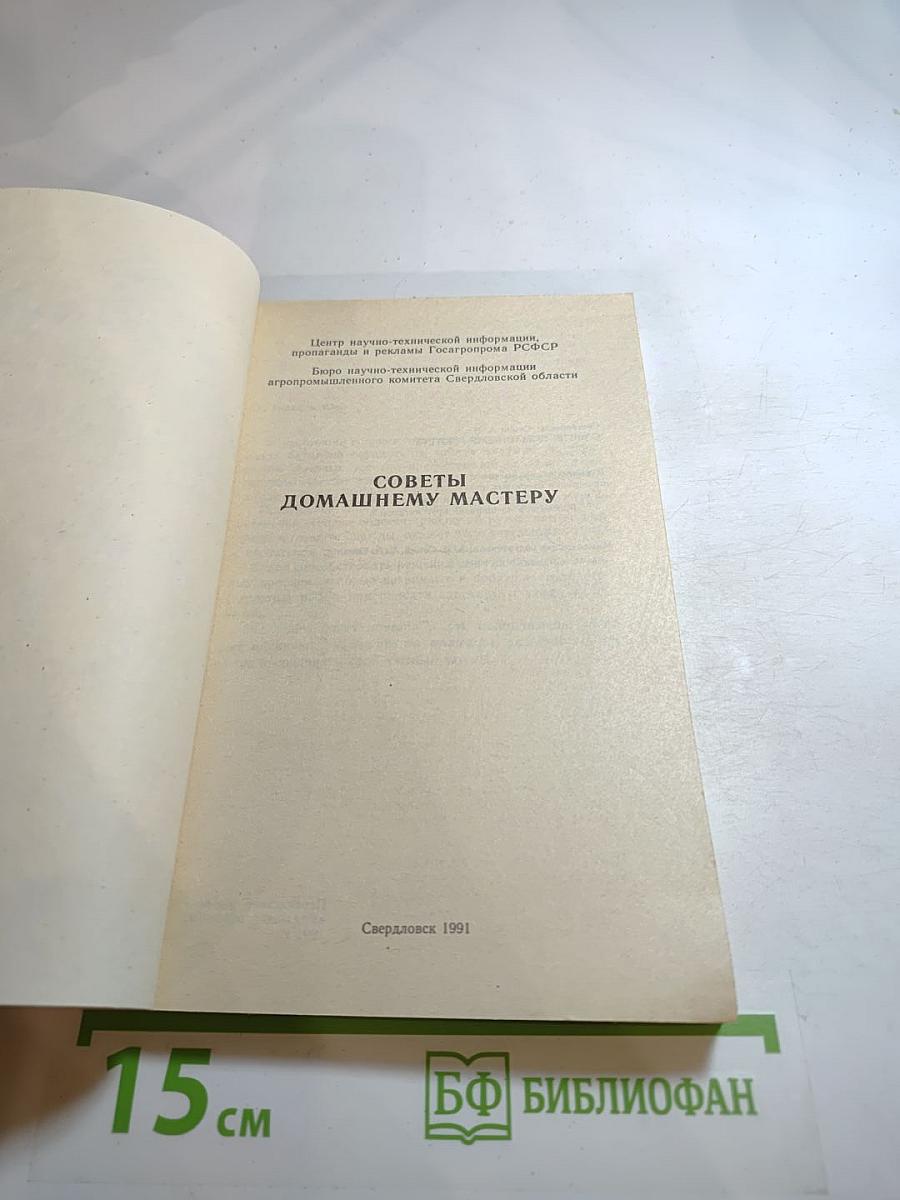 Центр научно-технической информации,
пропаганды и рекламы Госагропрома РСФСР
Бюро научно-технической информации
агропромышленного комитета Свердловской области
СОВЕТЫ
ДОМАШНЕМУ МАСТЕРУ
Свердловск 1991
15 см
БФ БИБЛИОФАН